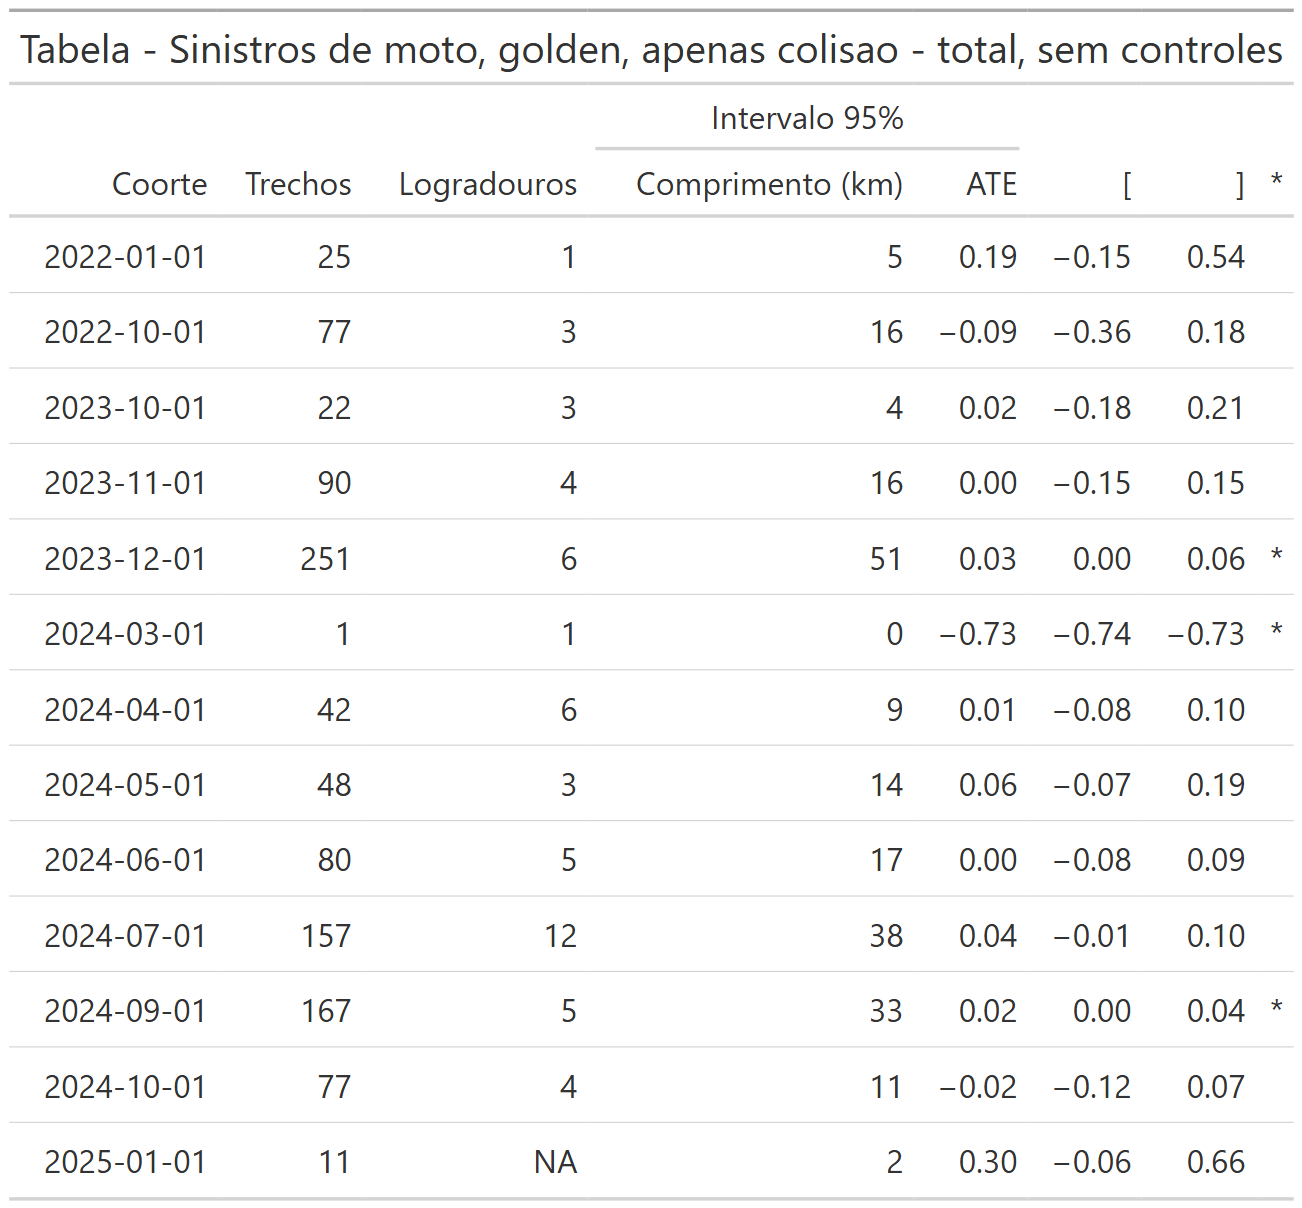 Tabela - Sinistros de moto, golden, apenas colisao - total, sem controles
Intervalo 95%
Coorte Trechos Logradouros Comprimento (km) ATE [ ] *
2022-01-01 25 1 5 0.19 −0.15 0.54
2022-10-01 77 3 16 −0.09 −0.36 0.18
2023-10-01 22 3 4 0.02 −0.18 0.21
2023-11-01 90 4 16 0.00 −0.15 0.15
2023-12-01 251 6 51 0.03 0.00 0.06 *
2024-03-01 1 1 0 −0.73 −0.74 −0.73 *
2024-04-01 42 6 9 0.01 −0.08 0.10
2024-05-01 48 3 14 0.06 −0.07 0.19
2024-06-01 80 5 17 0.00 −0.08 0.09
2024-07-01 157 12 38 0.04 −0.01 0.10
2024-09-01 167 5 33 0.02 0.00 0.04 *
2024-10-01 77 4 11 −0.02 −0.12 0.07
2025-01-01 11 NA 2 0.30 −0.06 0.66